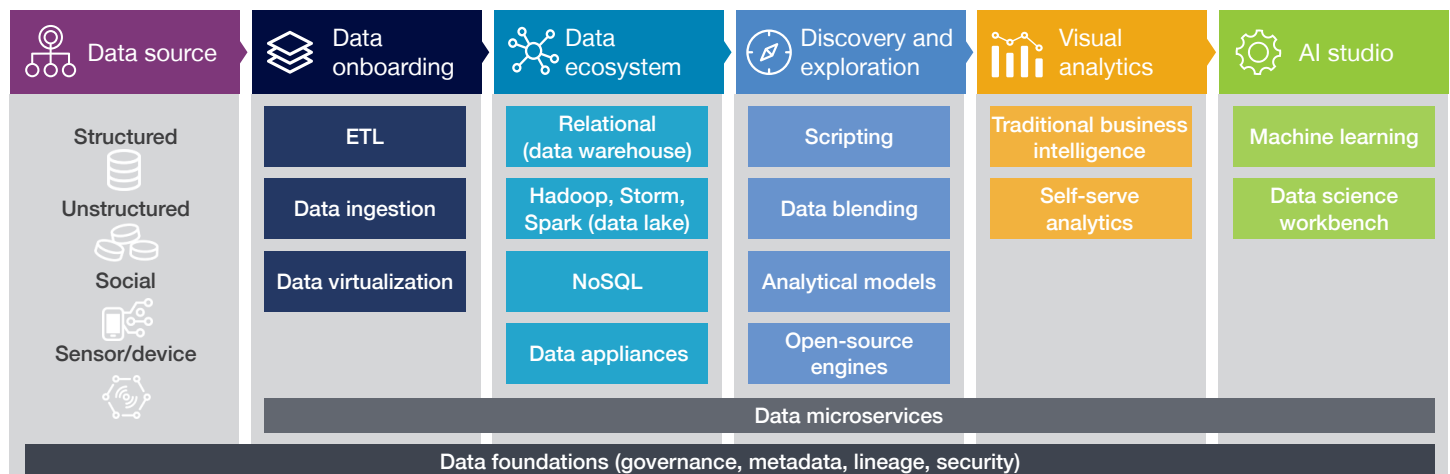 Data source
Data
onboarding
Data
ecosystem
Discovery and
exploration
Visual
analytics
AI studio
Structured
Unstructured
Social
Sensor/device
ETL
Data ingestion
Data virtualization
Relational
(data warehouse)
Hadoop, Storm,
Spark (data lake)
NoSQL
Data appliances
Scripting
Data blending
Analytical models
Open-source
engines
Traditional business
intelligence
Self-serve
analytics
Machine learning
Data science
workbench
Data microservices
Data foundations (governance, metadata, lineage, security)